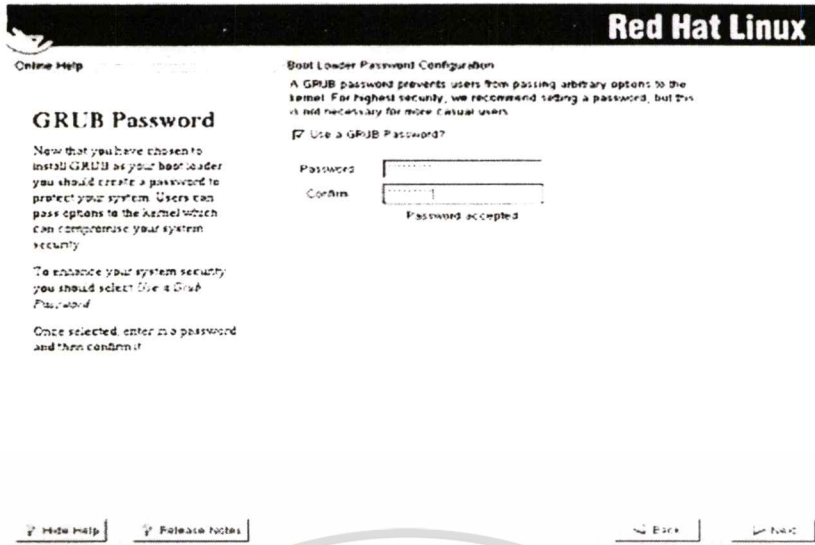 Red Hat Linux
Online Help
GRUB Password
Now that you have chosen to
install GRUB as your boot loader
you should create a password to
protect your system. Users can
pass options to the kernel which
can compromise your system
security
To enhance your system security
you should select Use a Grub
Password
Once selected, enter in a password
and then confirm it
Boot Loader Password Configuration
A GRUB password prevents users from passing arbitrary options to the
kernel. For highest security, we recommend setting a password, but this
is not necessary for more casual users
Use a GRUB Password?
Password
Confirm
Password accepted
Hide Help
Release Notes
Back
Next